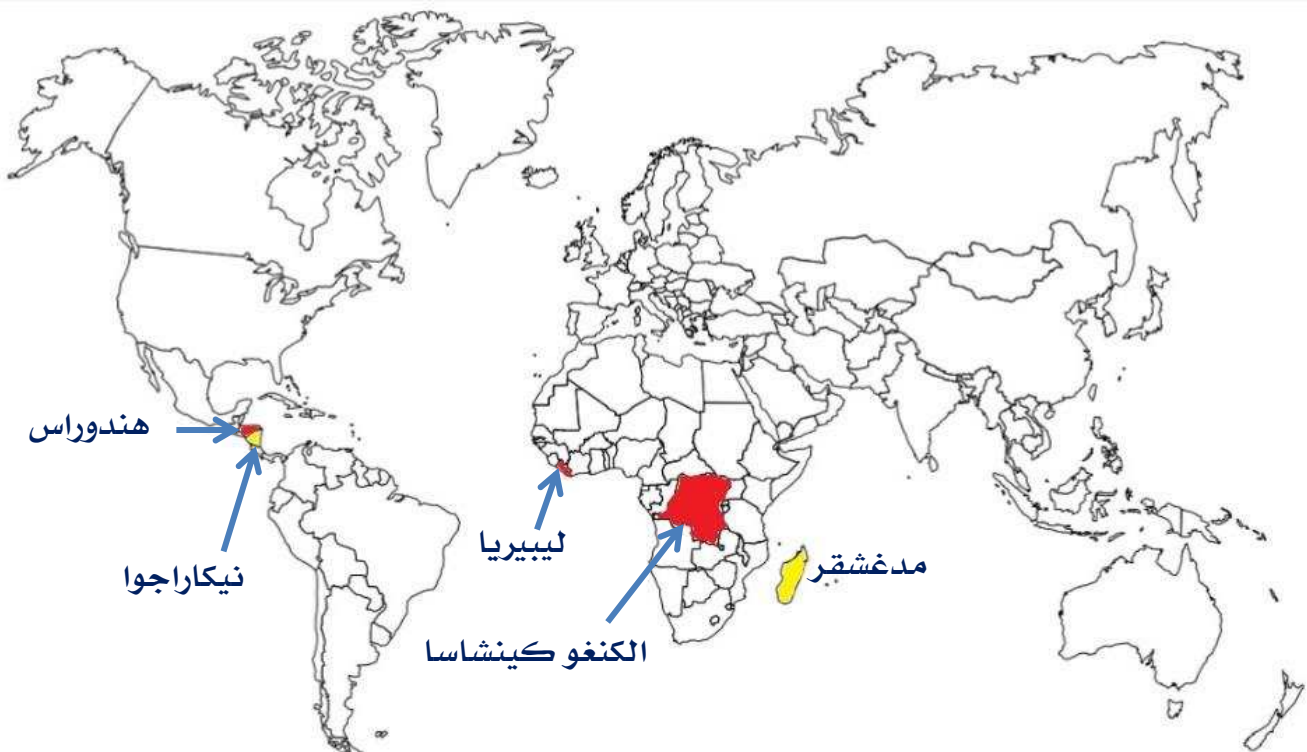 هندوراس
نيكاراجوا
ليبيريا
مدغشقر
الكنغو كينشاسا